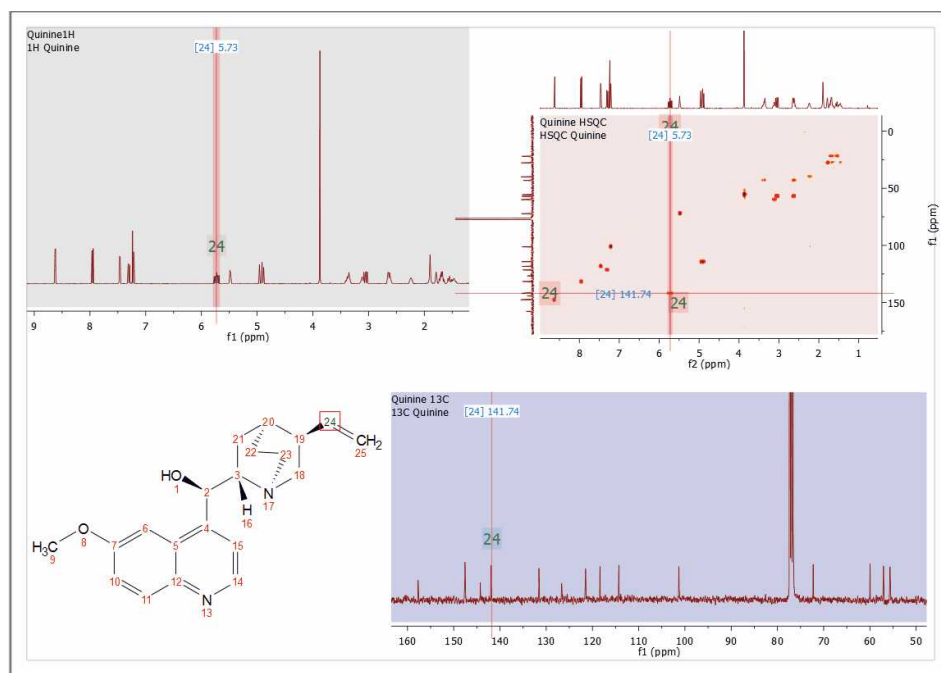 Quinine1H
1H Quinine
[24] 5.73
24
9 8 7 6 5 4 3 2
f1 (ppm)
24
Quinine HSQC
HSQC Quinine
[24] 5.73
24
[24] 141.74
24
0
50
100
150
f1 (ppm)
8 7 6 5 4 3 2 1
f2 (ppm)
Quinine 13C
13C Quinine
[24] 141.74
24
160 150 140 130 120 110 100 90 80 70 60 50
f1 (ppm)
20
24
21
19
CH2
25
22
23
HO
1
3
18
2
N
17
H
16
O
8
H3C
9
6
4
7
5
15
10
12
14
11
N
13